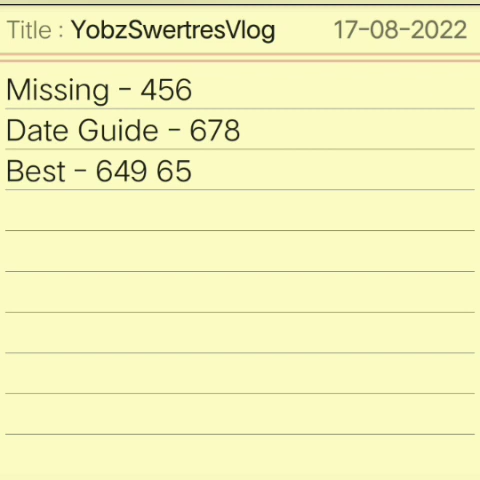 Title : YobzSwertresVlog 17-08-2022
Missing - 456
Date Guide - 678
Best - 649 65